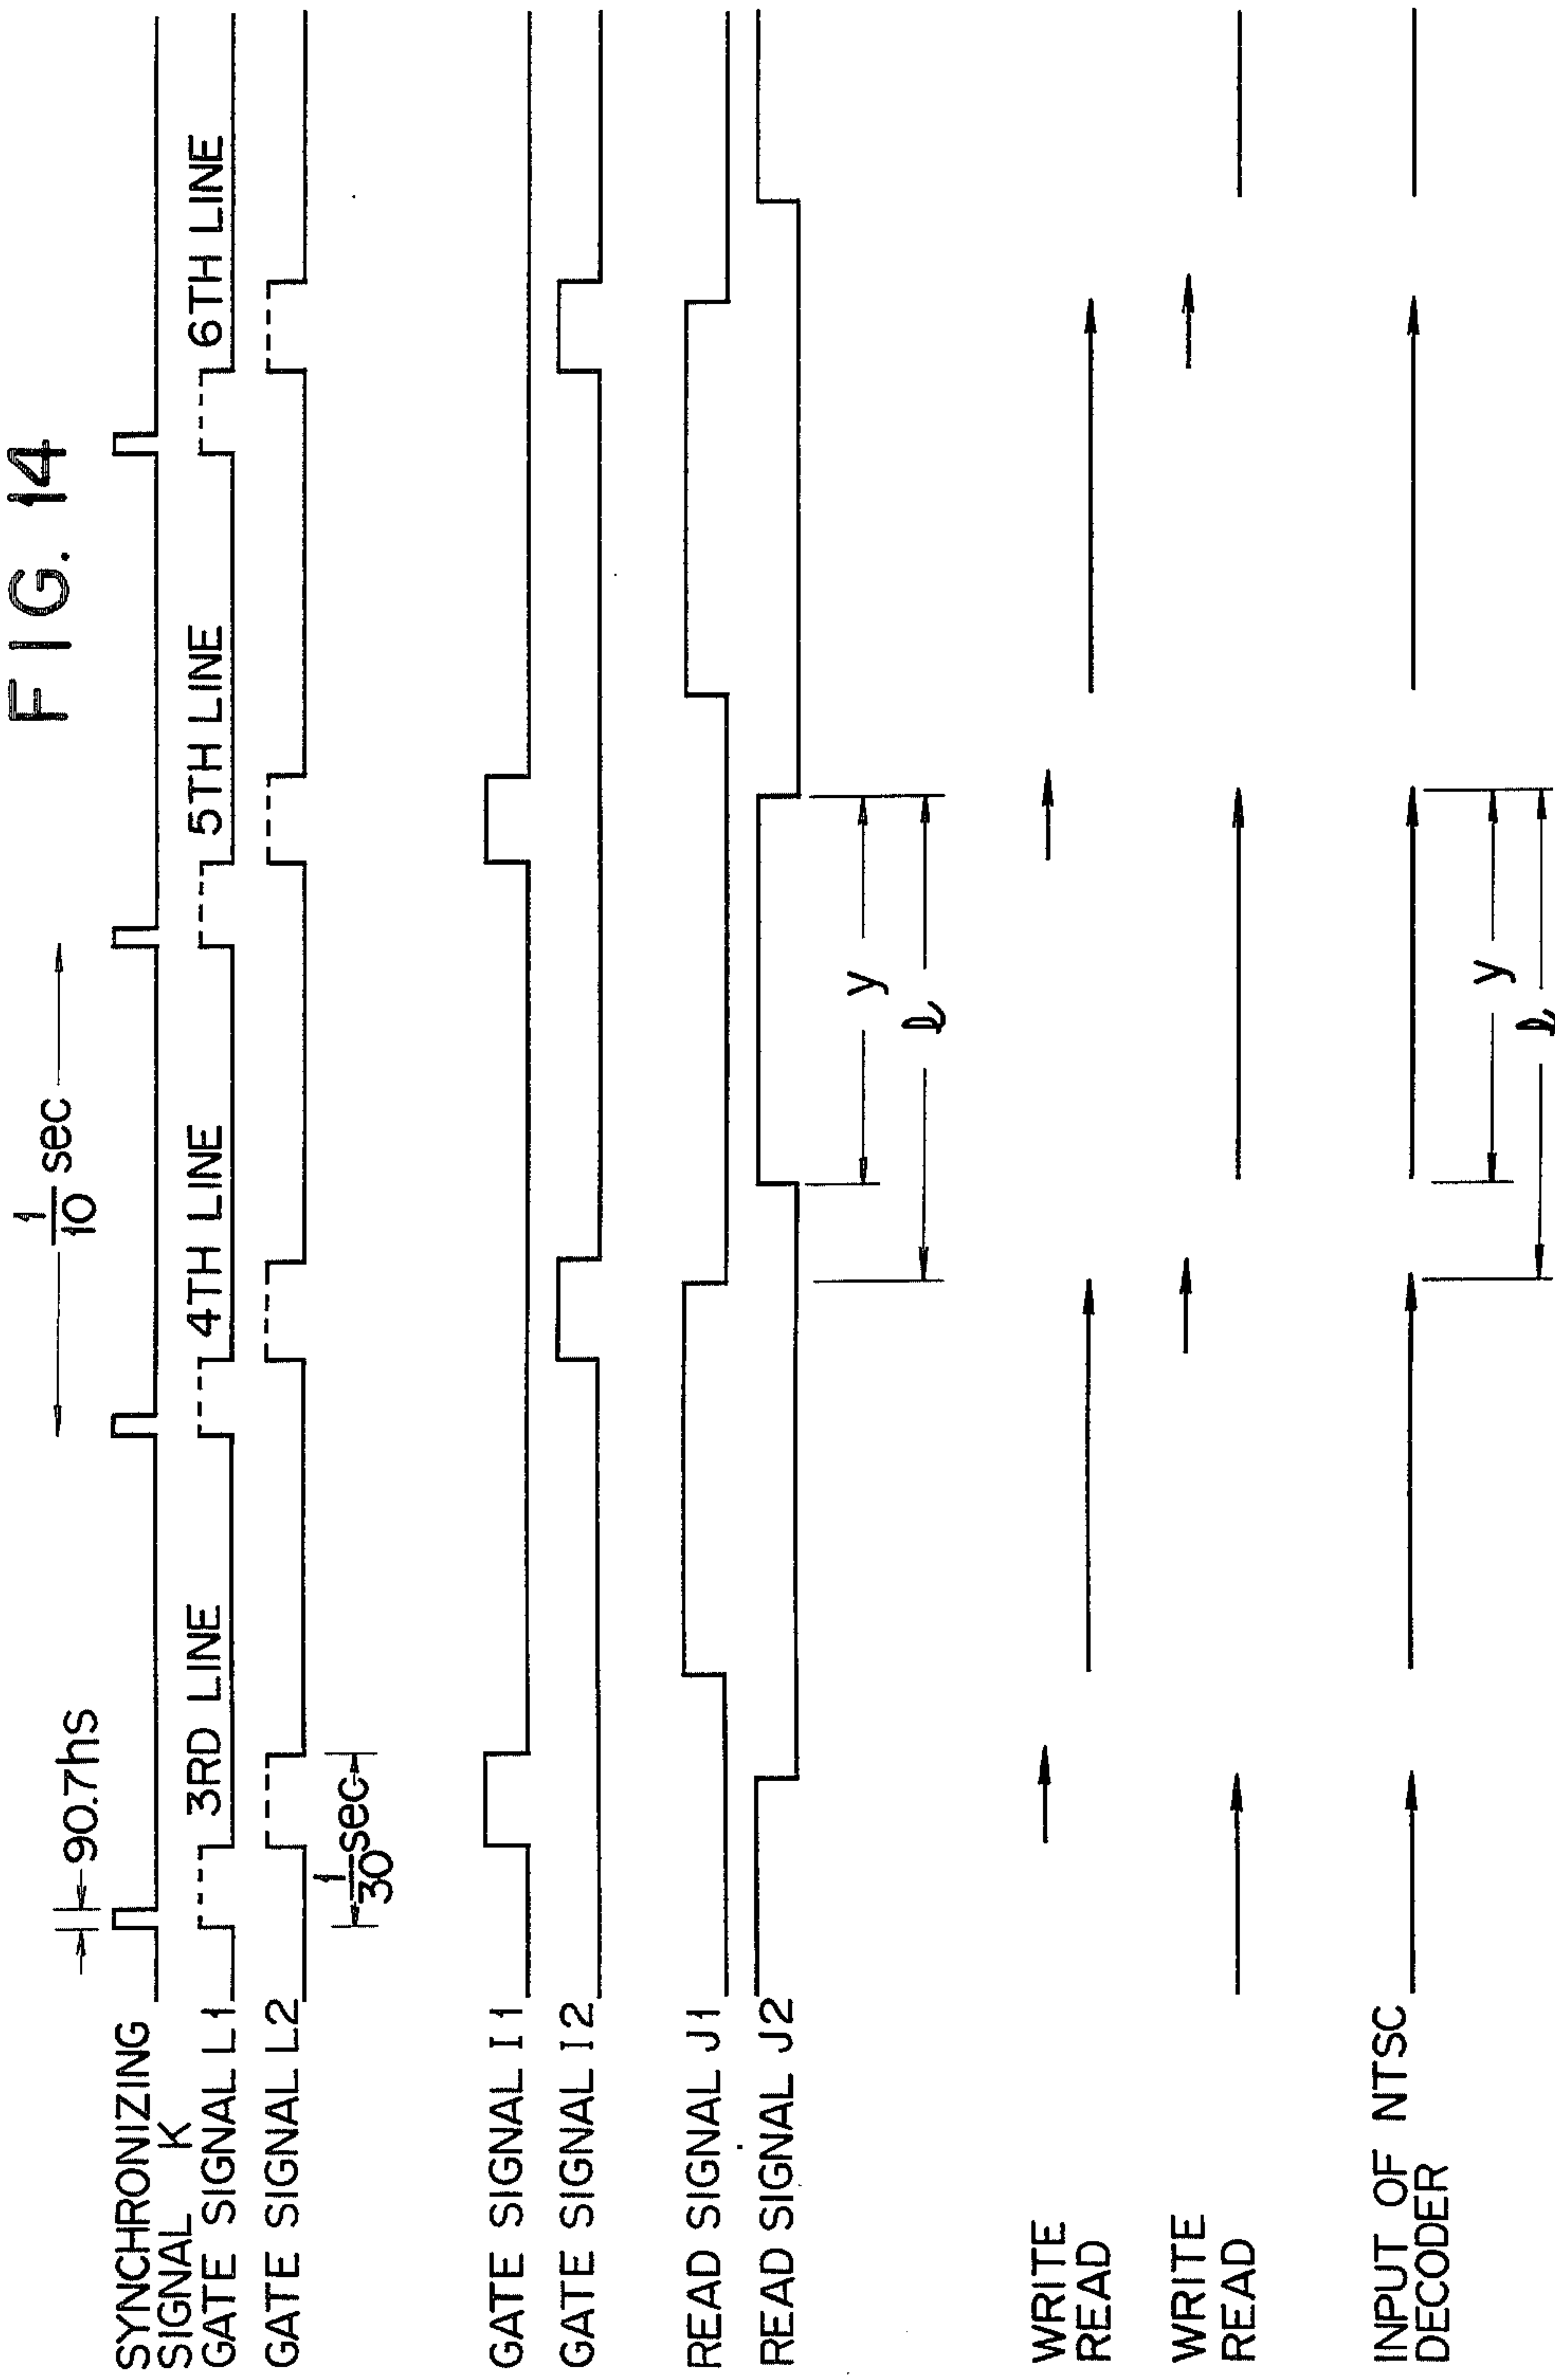 FIG. 14
1/10 sec
90.7hs
SYNCHRONIZING
SIGNAL K
GATE SIGNAL L1
3RD LINE
4TH LINE
5TH LINE
6TH LINE
GATE SIGNAL L2
1/30 sec
GATE SIGNAL I1
GATE SIGNAL I2
READ SIGNAL J1
READ SIGNAL J2
y
ℓ
WRITE
READ
WRITE
READ
INPUT OF NTSC
DECODER
y
ℓ